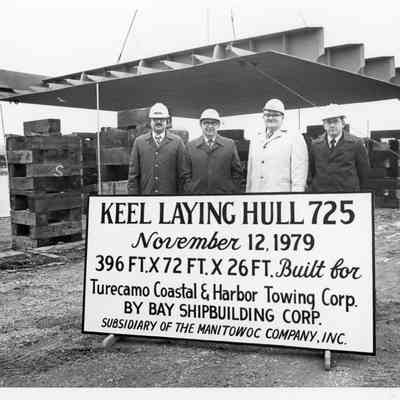 KEEL LAYING HULL 725
November 12, 1979
396 FT. X 72 FT. X 26 FT. Built for
Turecamo Coastal & Harbor Towing Corp.
BY BAY SHIPBUILDING CORP.
SUBSIDIARY OF THE MANITOWOC COMPANY, INC.